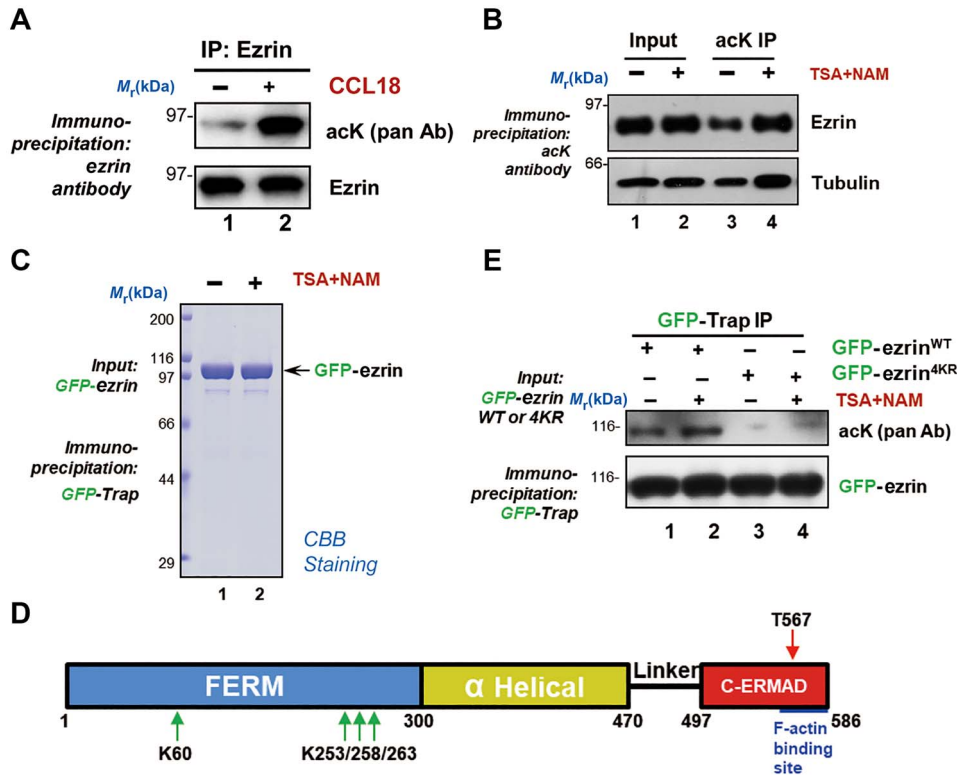 A
IP: Ezrin
Mr(kDa)
− + CCL18
Immuno-
precipitation:
ezrin
antibody
97-
acK (pan Ab)
97-
Ezrin
1 2
B
Input acK IP
− + − + TSA+NAM
Mr(kDa)
Immuno-
precipitation:
acK
antibody
97-
Ezrin
66-
Tubulin
1 2 3 4
C
− + TSA+NAM
Mr(kDa)
200
116
97
66
44
29
Input:
GFP-ezrin
GFP-ezrin
Immuno-
precipitation:
GFP-Trap
CBB
Staining
1 2
E
GFP-Trap IP
+ + − − GFP-ezrinWT
− − + + GFP-ezrin4KR
− + − + TSA+NAM
Input:
GFP-ezrin
WT or 4KR
Mr(kDa)
116-
acK (pan Ab)
Immuno-
precipitation:
GFP-Trap
116-
GFP-ezrin
1 2 3 4
D
T567
FERM
α Helical
Linker
C-ERMAD
1 300 470 497 586
K60
K253/258/263
F-actin
binding
site